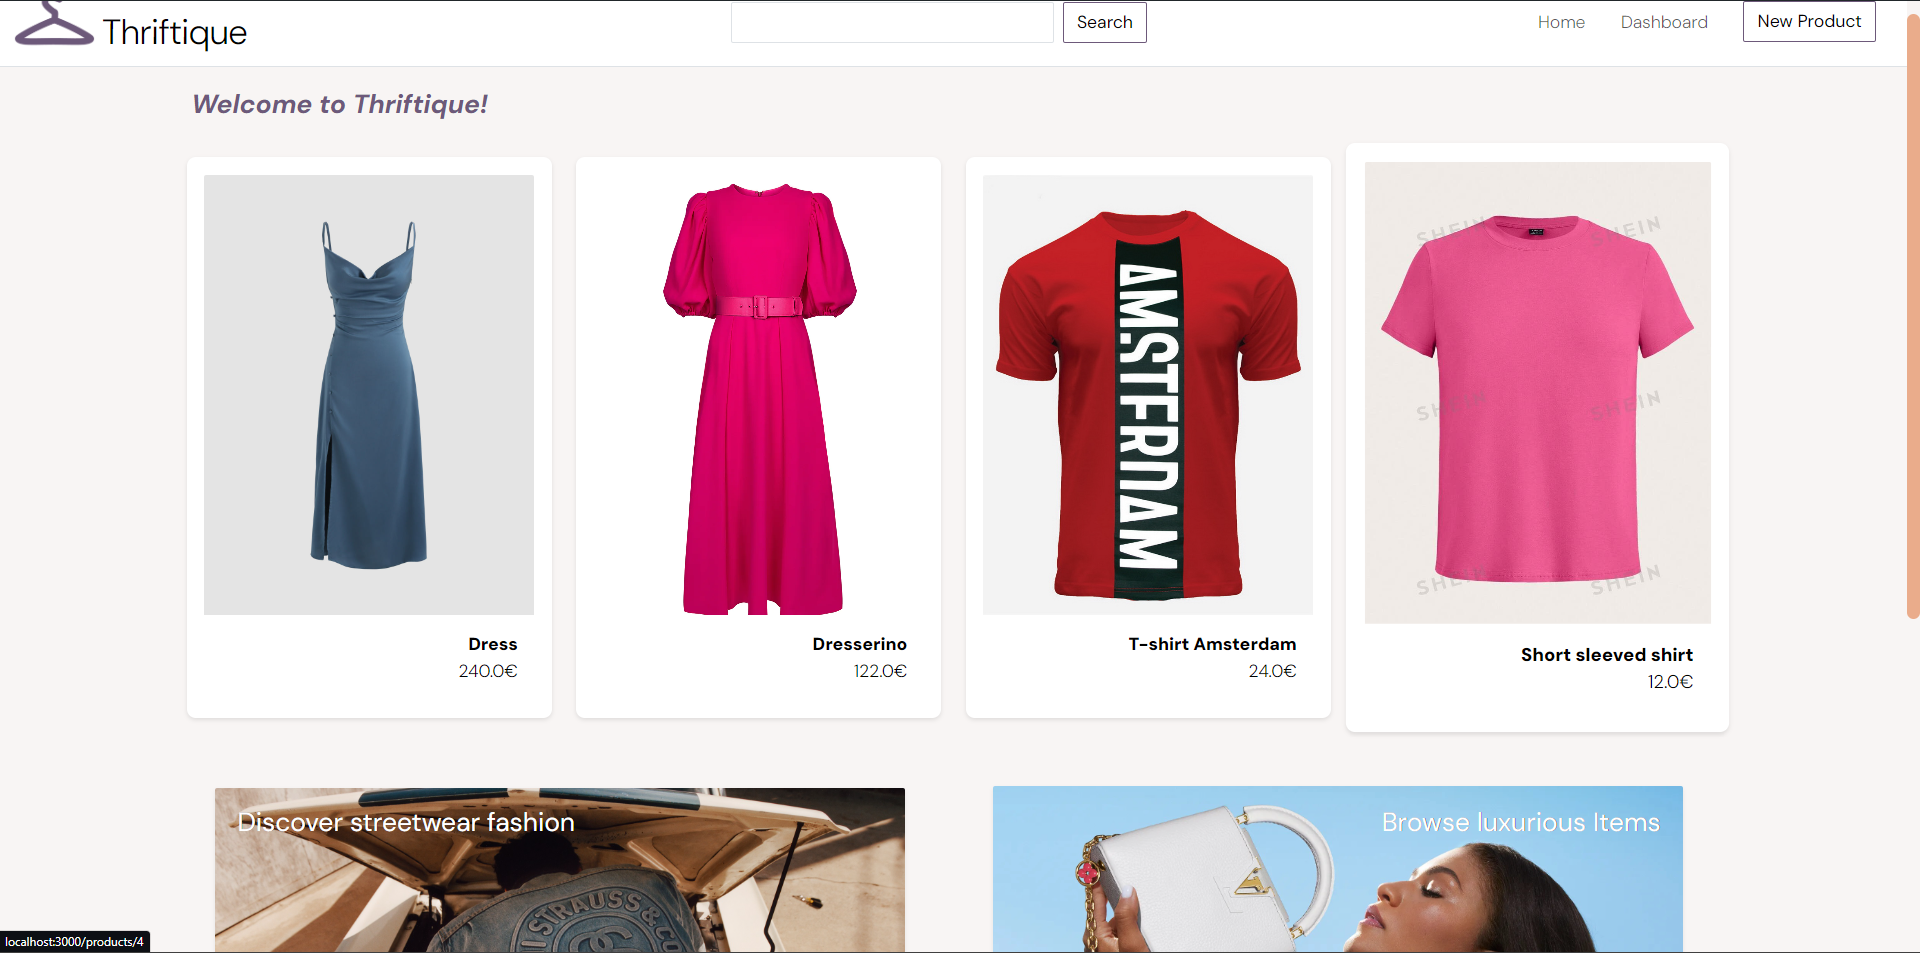 Thriftique
Search
Home
Dashboard
New Product
Welcome to Thriftique!
AMSTERDAM
SHEIN
SHEIN
SHEIN
SHEIN
SHEIN
SHEIN
Dress
240.0€
Dresserino
122.0€
T-shirt Amsterdam
24.0€
Short sleeved shirt
12.0€
Discover streetwear fashion
Browse luxurious Items
STRAUSS & CO
localhost:3000/products/4